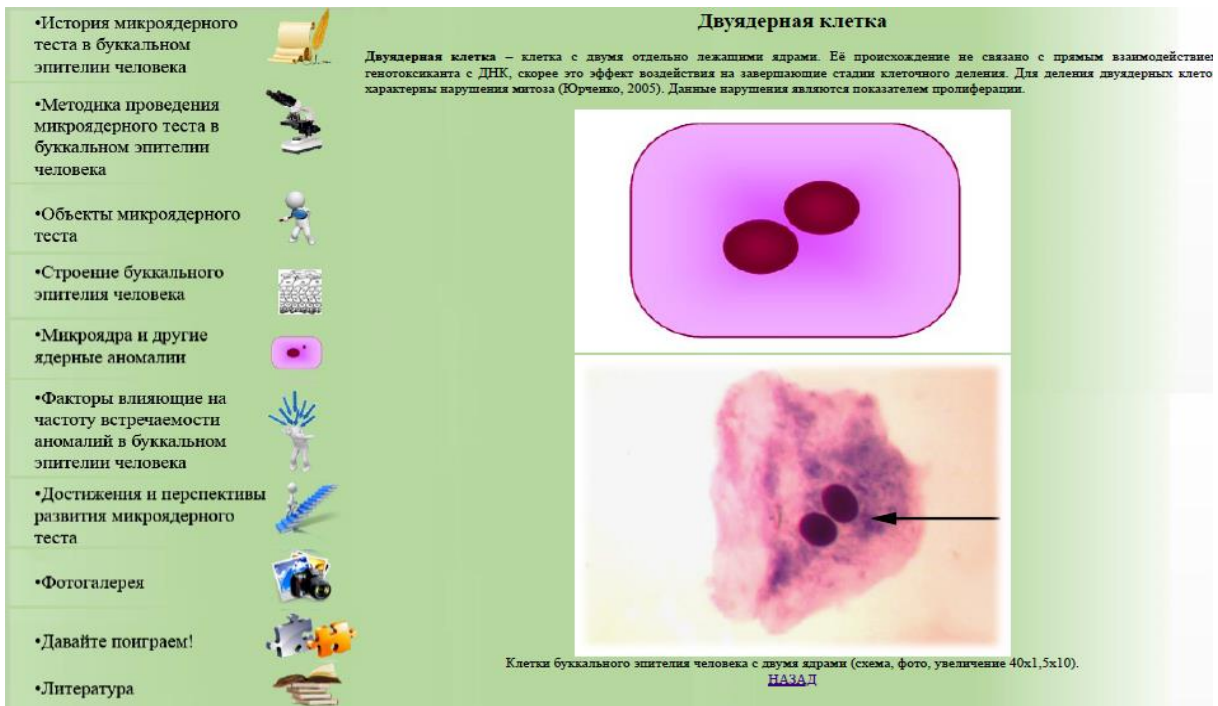 •История микроядерного
теста в буккальном
эпителии человека
•Методика проведения
микроядерного теста в
буккальном эпителии
человека
•Объекты микроядерного
теста
•Строение буккального
эпителия человека
•Микроядра и другие
ядерные аномалии
•Факторы влияющие на
частоту встречаемости
аномалий в буккальном
эпителии человека
•Достижения и перспективы
развития микроядерного
теста
•Фотогалерея
•Давайте поиграем!
•Литература
Двуядерная клетка
Двуядерная клетка – клетка с двумя отдельно лежащими ядрами. Её происхождение не связано с прямым взаимодействием
генотоксиканта с ДНК, скорее это эффект воздействия на завершающие стадии клеточного деления. Для деления двуядерных клето
характерны нарушения митоза (Юрченко, 2005). Данные нарушения являются показателем пролиферации.
Клетки буккального эпителия человека с двумя ядрами (схема, фото, увеличение 40х1,5х10).
НАЗАД